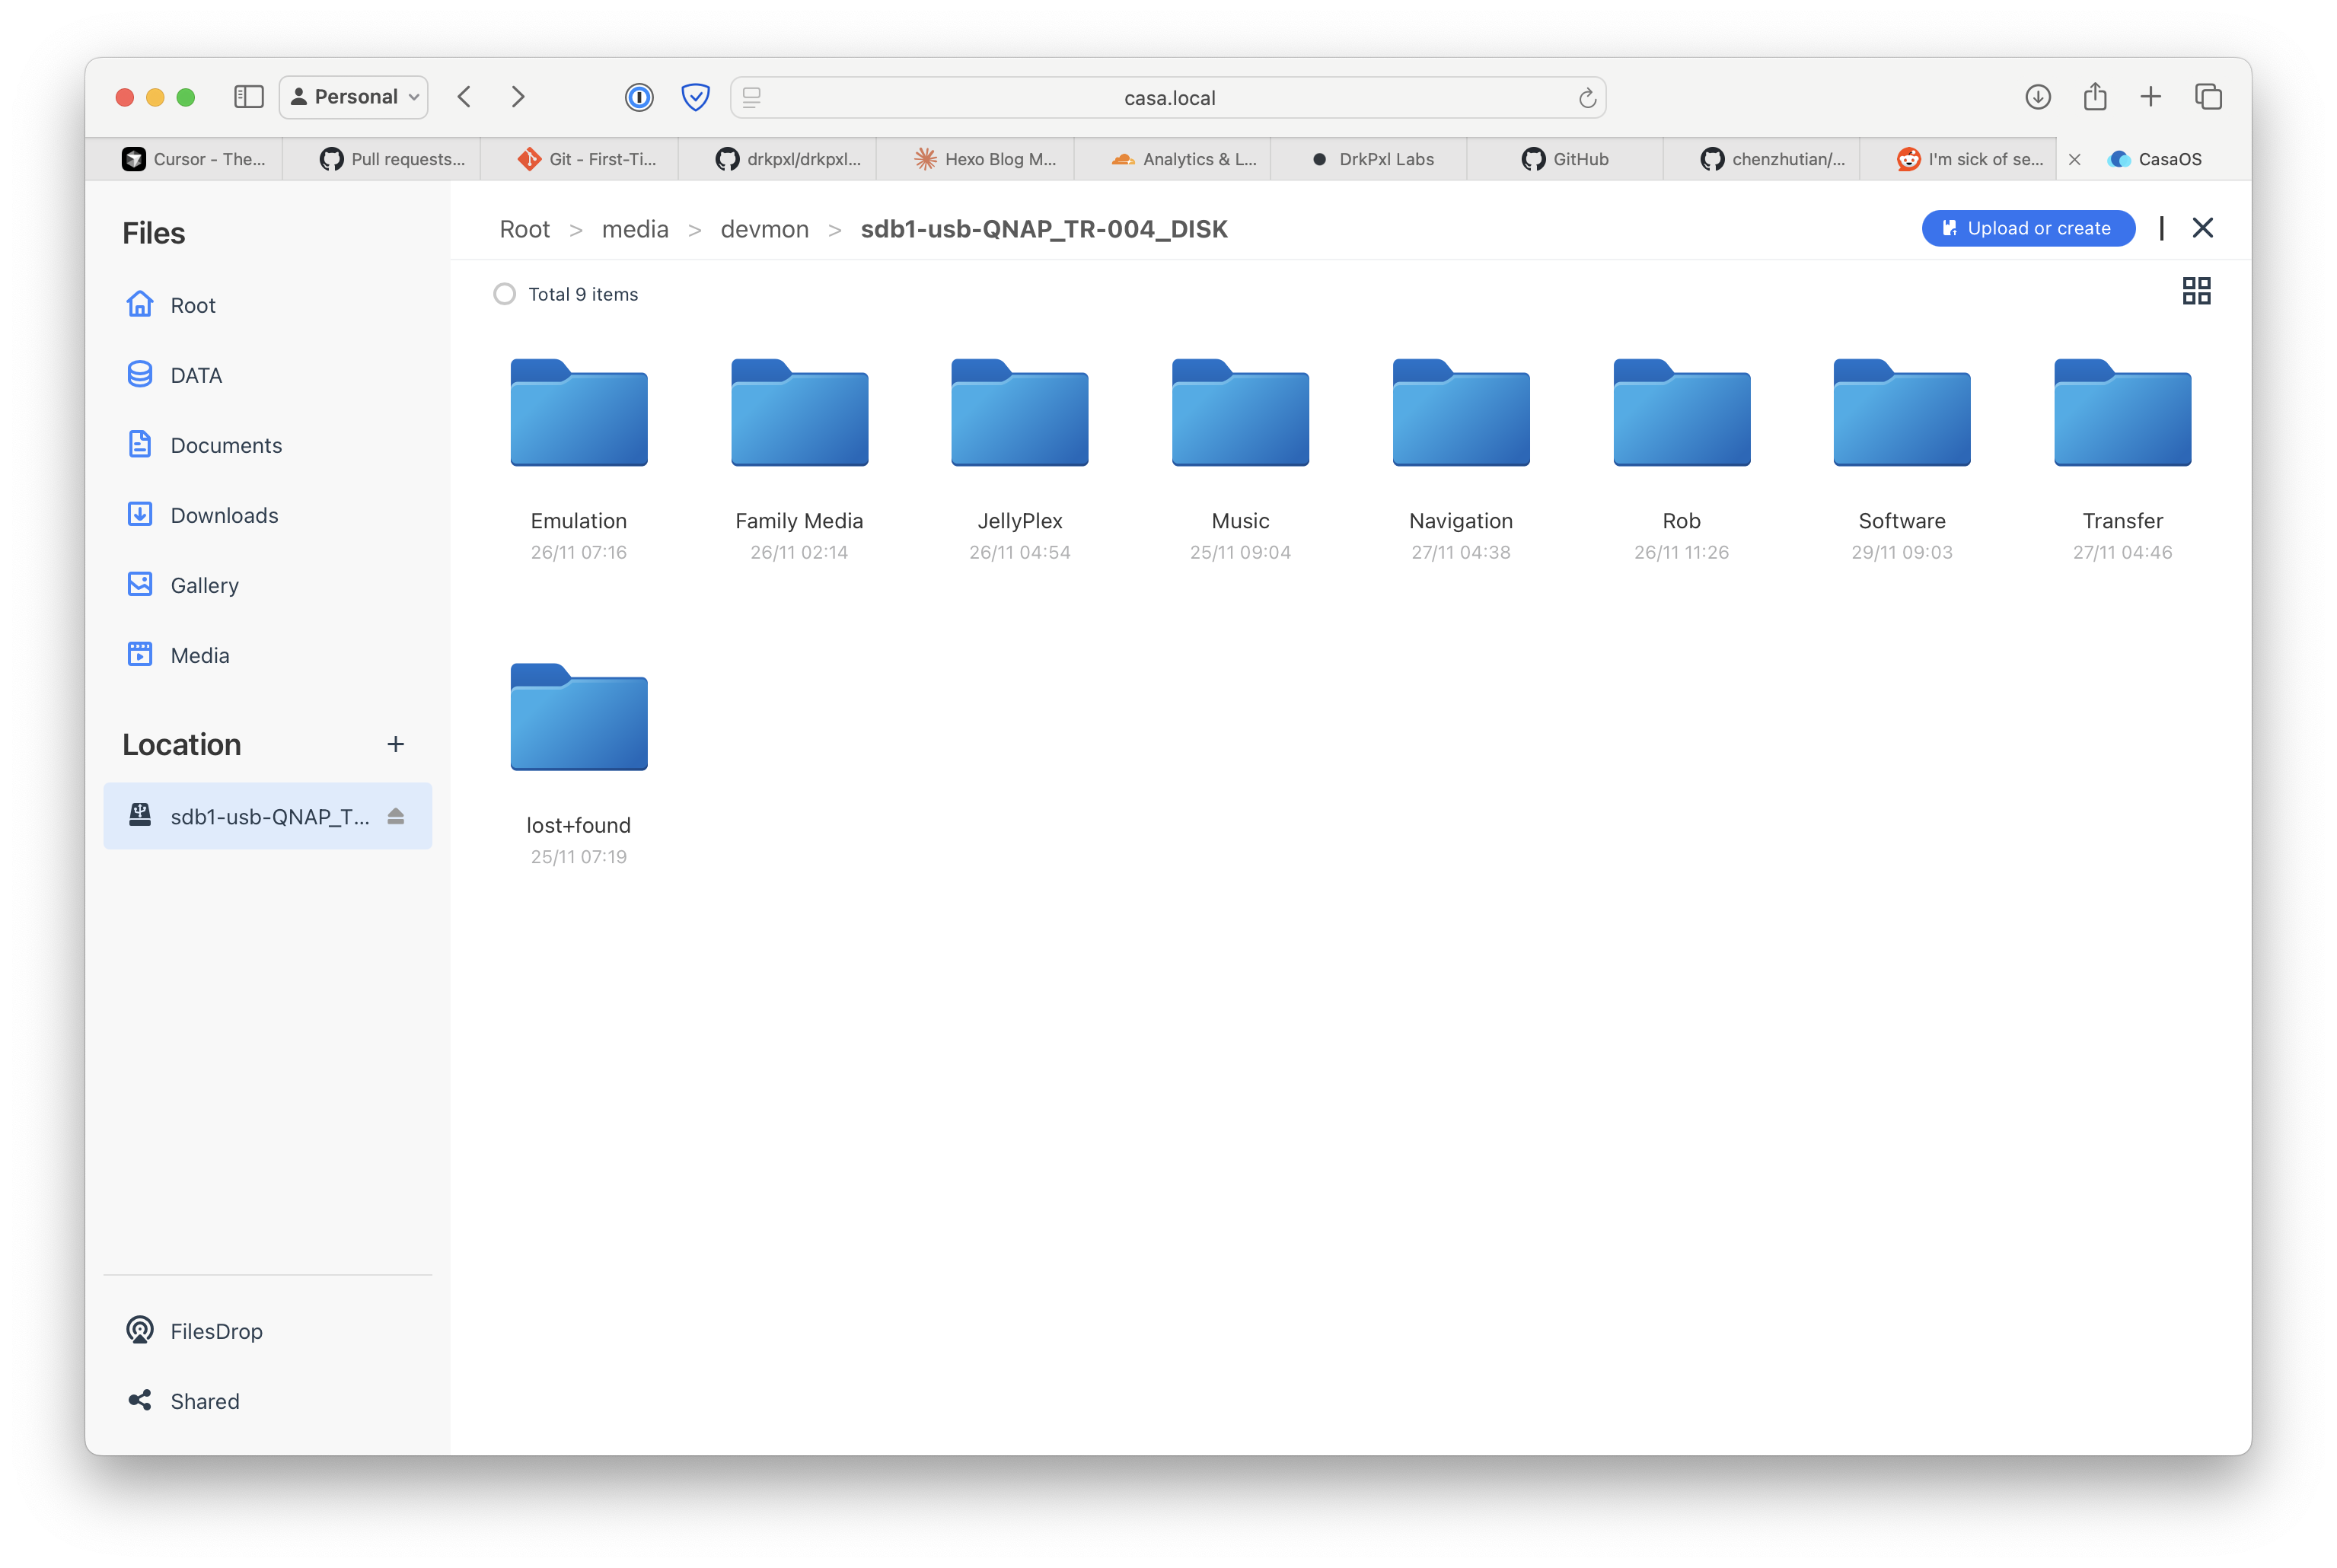 Personal
casa.local
Cursor - The...
Pull requests...
Git - First-Ti...
drkpxl/drkpxl...
Hexo Blog M...
Analytics & L...
DrkPxl Labs
GitHub
chenzhutian/...
I'm sick of se...
CasaOS
Files
Root
DATA
Documents
Downloads
Gallery
Media
Location
sdb1-usb-QNAP_T...
FilesDrop
Shared
Root > media > devmon > sdb1-usb-QNAP_TR-004_DISK
Upload or create
Total 9 items
Emulation
26/11 07:16
Family Media
26/11 02:14
JellyPlex
26/11 04:54
Music
25/11 09:04
Navigation
27/11 04:38
Rob
26/11 11:26
Software
29/11 09:03
Transfer
27/11 04:46
lost+found
25/11 07:19